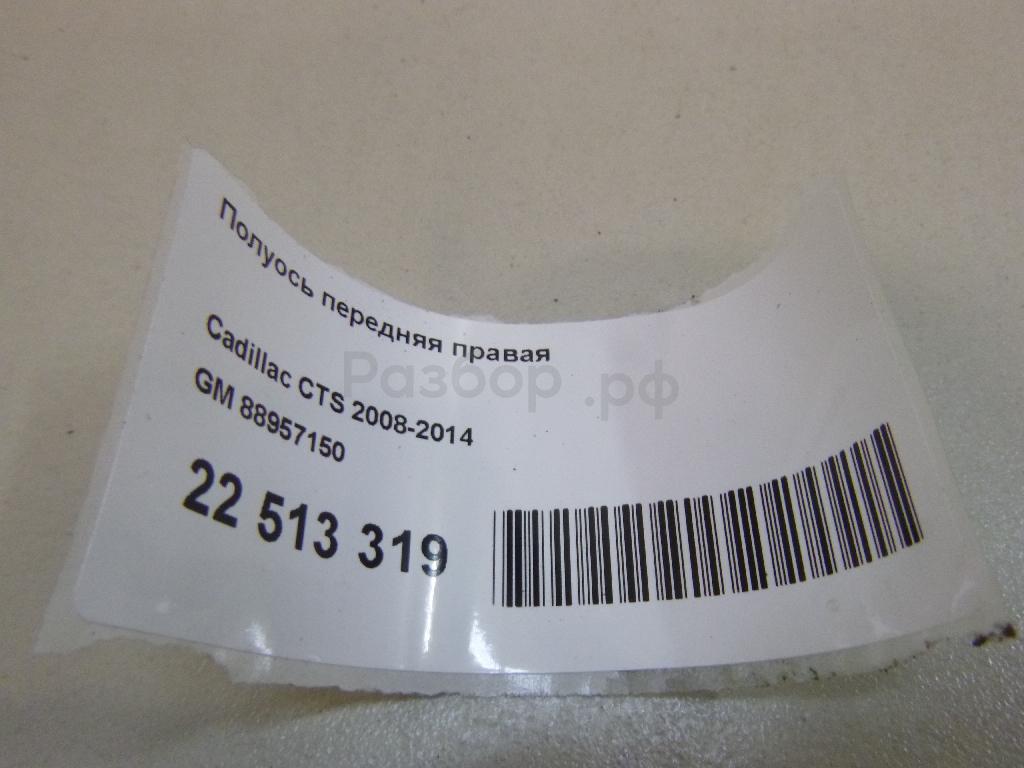 Полуось передняя правая
Cadillac CTS 2008-2014
GM 88957150
22 513 319
Разбор.рф